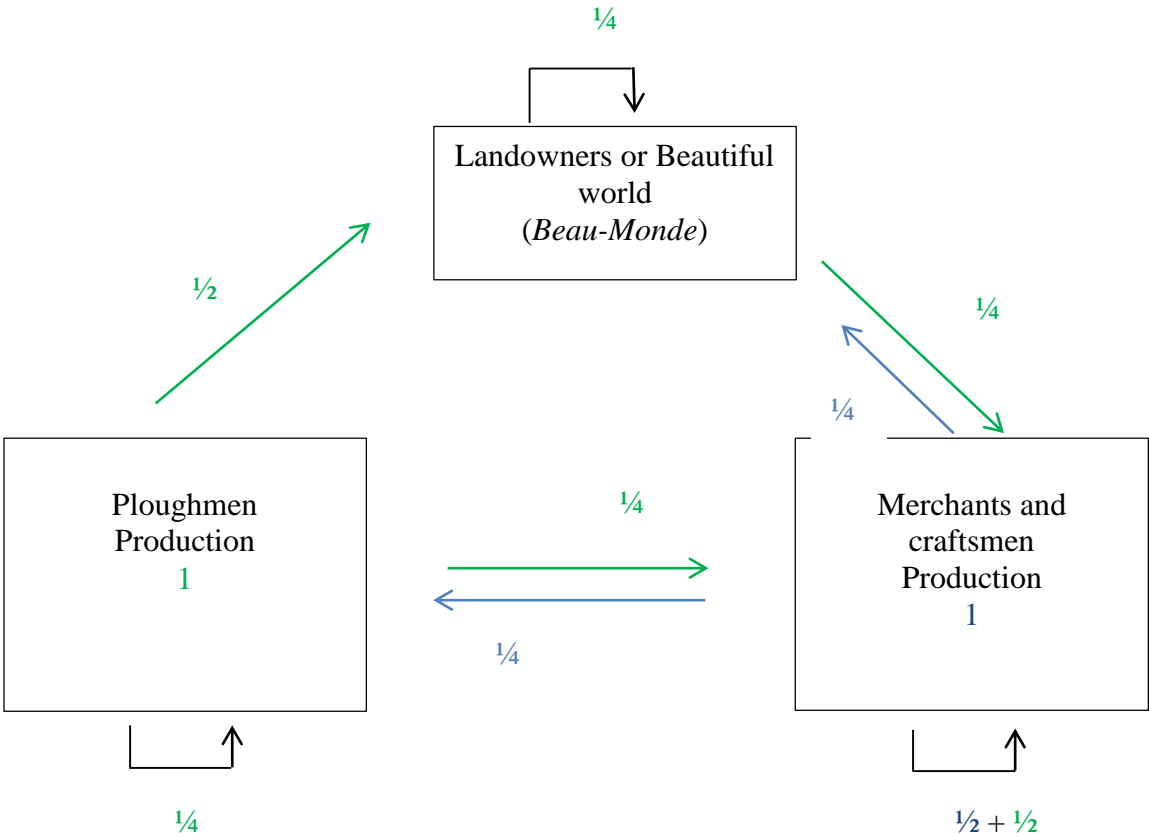 ¼
Landowners or Beautiful
world
(Beau-Monde)
½
¼
¼
Ploughmen
Production
1
¼
¼
Merchants and
craftsmen
Production
1
¼
½ + ½